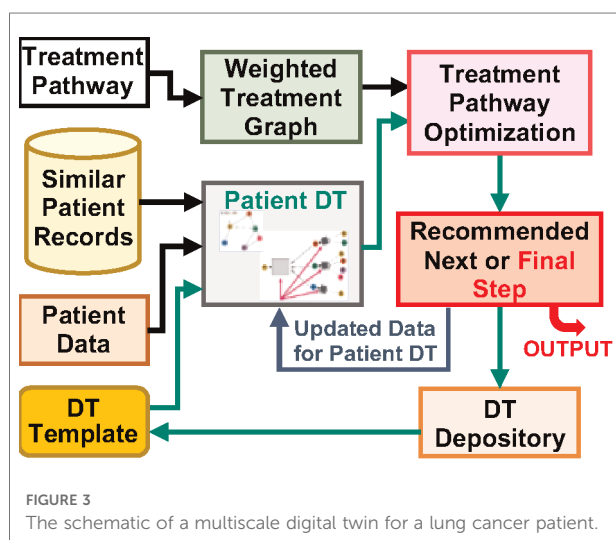 Treatment
Pathway
Weighted
Treatment
Graph
Treatment
Pathway
Optimization
Similar
Patient
Records
Patient DT
Recommended
Next or Final
Step
Patient
Data
Updated Data
for Patient DT
OUTPUT
DT
Template
DT
Depository
FIGURE 3
The schematic of a multiscale digital twin for a lung cancer patient.